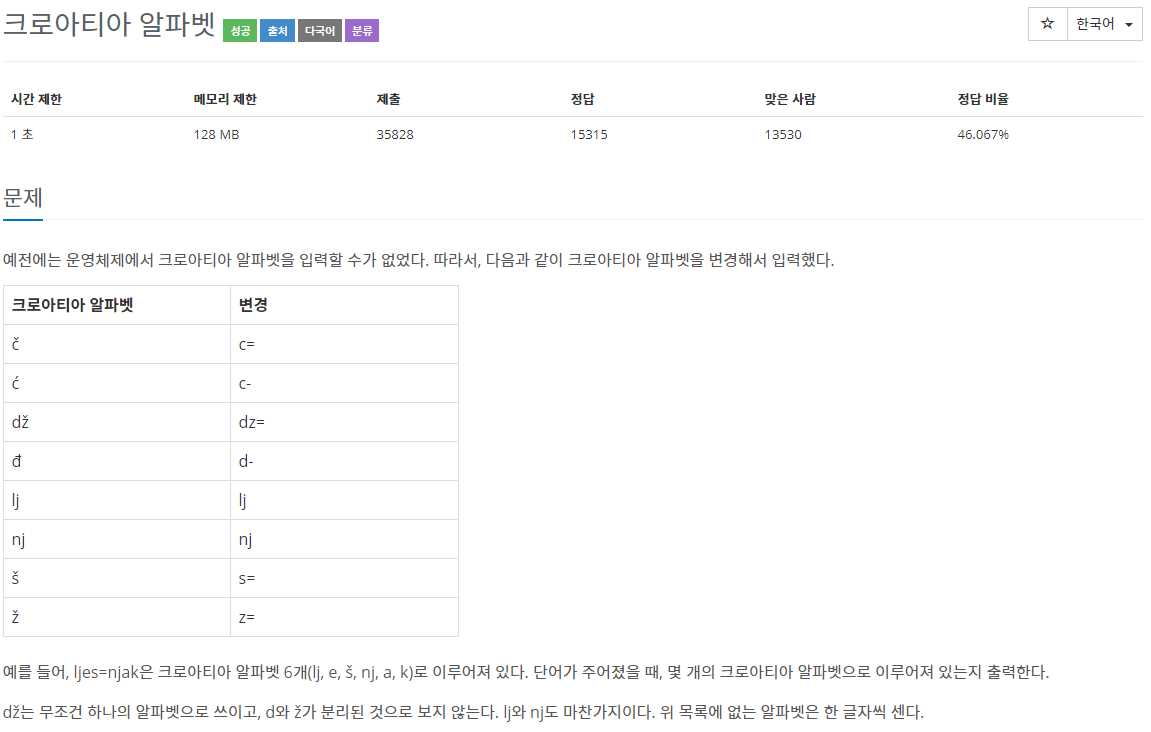 크로아티아 알파벳 성공 출처 다국어 분류 ☆ 한국어
시간 제한 메모리 제한 제출 정답 맞은 사람 정답 비율
1 초 128 MB 35828 15315 13530 46.067%
문제
예전에는 운영체제에서 크로아티아 알파벳을 입력할 수가 없었다. 따라서, 다음과 같이 크로아티아 알파벳을 변경해서 입력했다.
크로아티아 알파벳 변경
č c=
ć c-
dž dz=
đ d-
lj lj
nj nj
š s=
ž z=
예를 들어, ljes=njak은 크로아티아 알파벳 6개(lj, e, š, nj, a, k)로 이루어져 있다. 단어가 주어졌을 때, 몇 개의 크로아티아 알파벳으로 이루어져 있는지 출력한다.
dž는 무조건 하나의 알파벳으로 쓰이고, d와 ž가 분리된 것으로 보지 않는다. lj와 nj도 마찬가지이다. 위 목록에 없는 알파벳은 한 글자씩 센다.